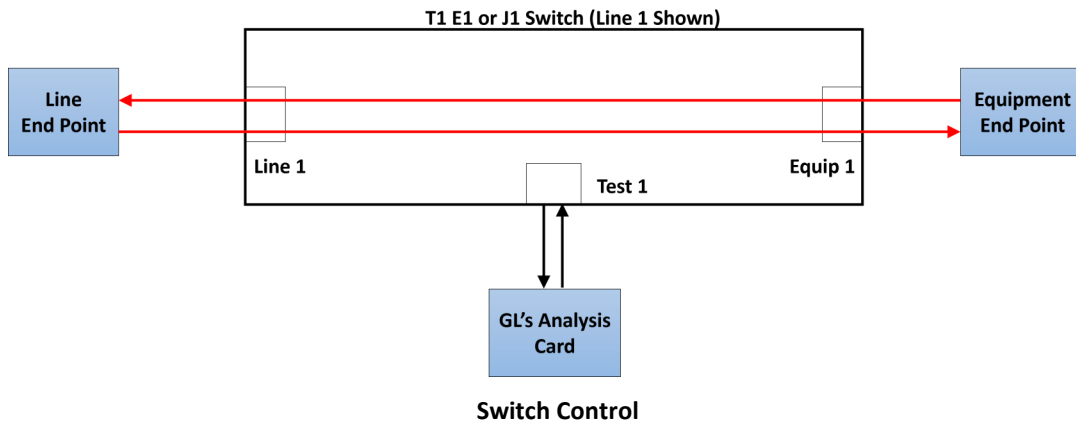 T1 E1 or J1 Switch (Line 1 Shown)
Line
End Point
Equipment
End Point
Line 1
Equip 1
Test 1
GL's Analysis
Card
Switch Control